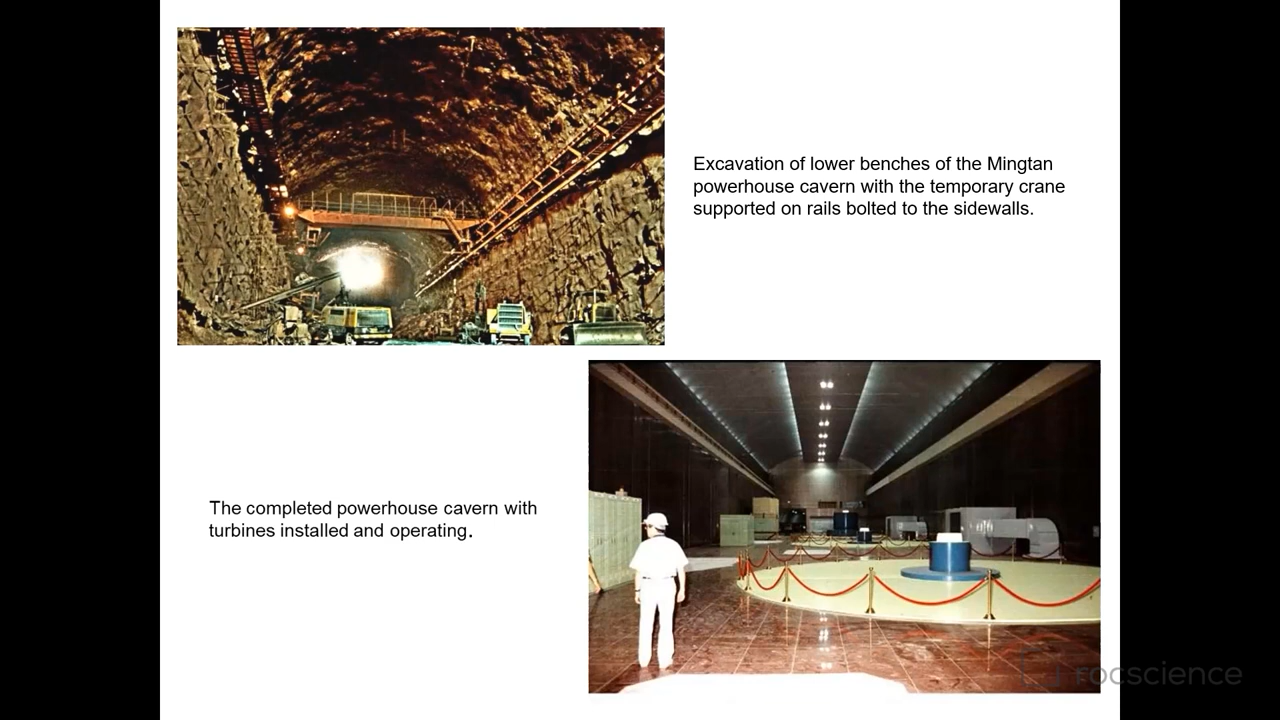 Excavation of lower benches of the Mingtan
powerhouse cavern with the temporary crane
supported on rails bolted to the sidewalls.
The completed powerhouse cavern with
turbines installed and operating.
rocscience